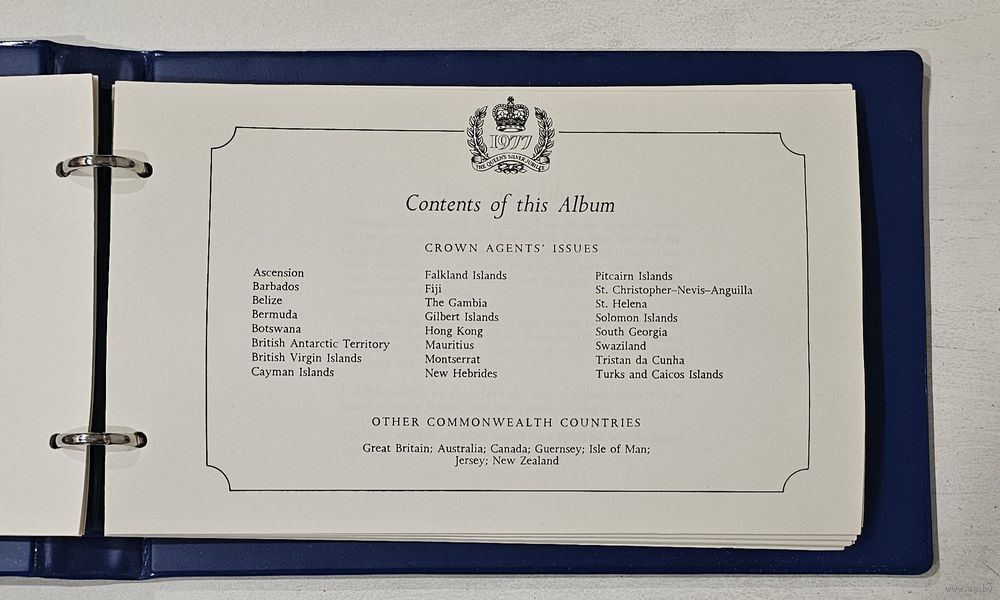 1977
THE QUEEN'S SILVER JUBILEE
Contents of this Album
CROWN AGENTS' ISSUES
Ascension
Barbados
Belize
Bermuda
Botswana
British Antarctic Territory
British Virgin Islands
Cayman Islands
Falkland Islands
Fiji
The Gambia
Gilbert Islands
Hong Kong
Mauritius
Montserrat
New Hebrides
Pitcairn Islands
St. Christopher–Nevis–Anguilla
St. Helena
Solomon Islands
South Georgia
Swaziland
Tristan da Cunha
Turks and Caicos Islands
OTHER COMMONWEALTH COUNTRIES
Great Britain; Australia; Canada; Guernsey; Isle of Man;
Jersey; New Zealand
www.ay.by